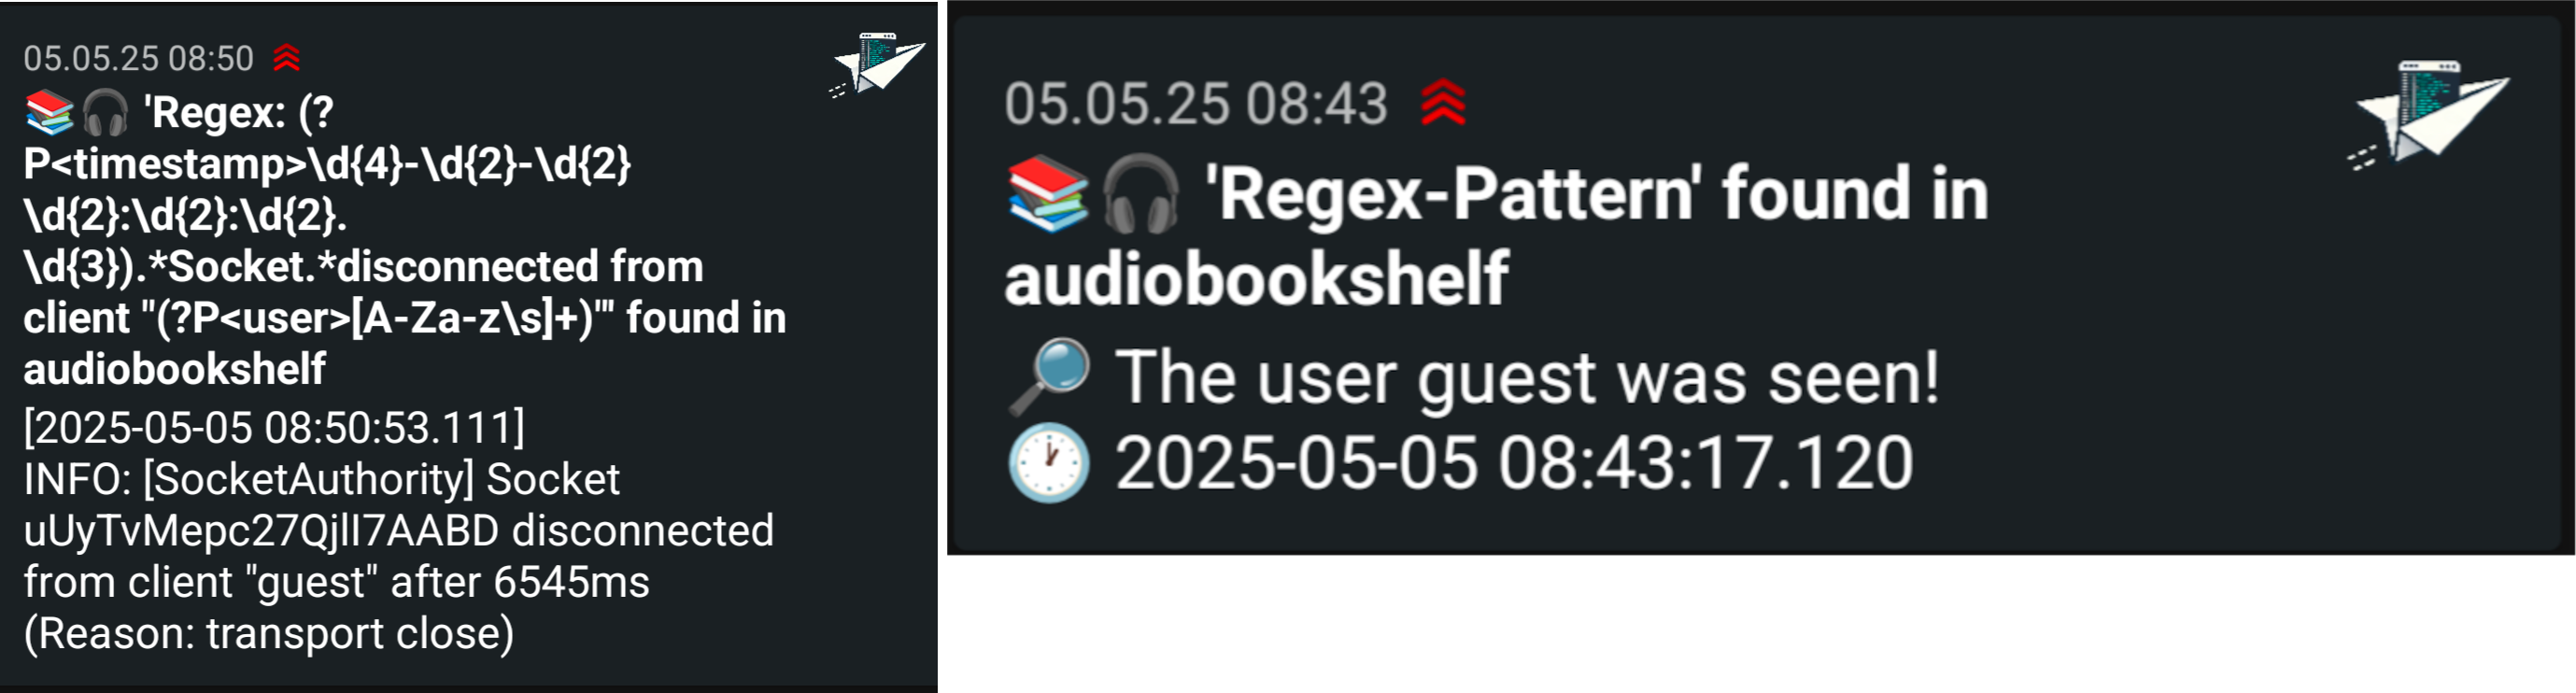 05.05.25 08:50
📚🎧 'Regex: (?
P<timestamp>\d{4}-\d{2}-\d{2}
\d{2}:\d{2}:\d{2}.
\d{3}).*Socket.*disconnected from
client "(?P<user>[A-Za-z\s]+)"' found in
audiobookshelf
[2025-05-05 08:50:53.111]
INFO: [SocketAuthority] Socket
uUyTvMepc27QjlI7AABD disconnected
from client "guest" after 6545ms
(Reason: transport close)
05.05.25 08:43
📚🎧 'Regex-Pattern' found in
audiobookshelf
🔎 The user guest was seen!
🕐 2025-05-05 08:43:17.120